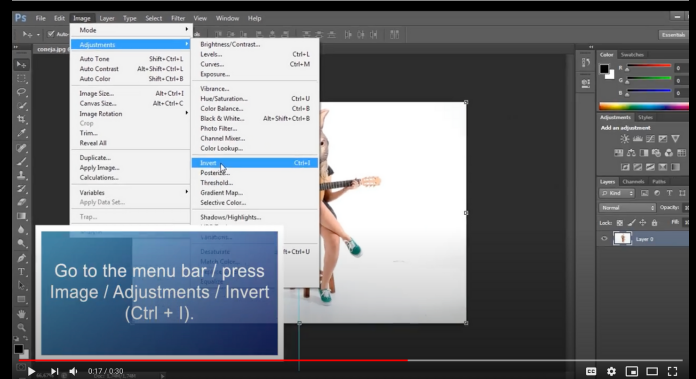 Ps File Edit Image Layer Type Select Filter View Window Help
Mode
Adjustments
Auto Tone Shift+Ctrl+L
Auto Contrast Alt+Shift+Ctrl+L
Auto Color Shift+Ctrl+B
Image Size... Alt+Ctrl+I
Canvas Size... Alt+Ctrl+C
Image Rotation
Crop
Trim...
Reveal All
Duplicate...
Apply Image...
Calculations...
Variables
Apply Data Set...
Trap...
Brightness/Contrast...
Levels... Ctrl+L
Curves... Ctrl+M
Exposure...
Vibrance...
Hue/Saturation... Ctrl+U
Color Balance... Ctrl+B
Black & White... Alt+Shift+Ctrl+B
Photo Filter...
Channel Mixer...
Color Lookup...
Invert Ctrl+I
Posterize...
Threshold...
Gradient Map...
Selective Color...
Shadows/Highlights...
Essentials
Color Swatches
R 0
G 0
B 0
Adjustments Styles
Add an adjustment
Layers Channels Paths
Kind
Normal Opacity:
Lock: Fill:
Layer 0
Go to the menu bar / press
Image / Adjustments / Invert
(Ctrl + I).
0:17 / 0:30